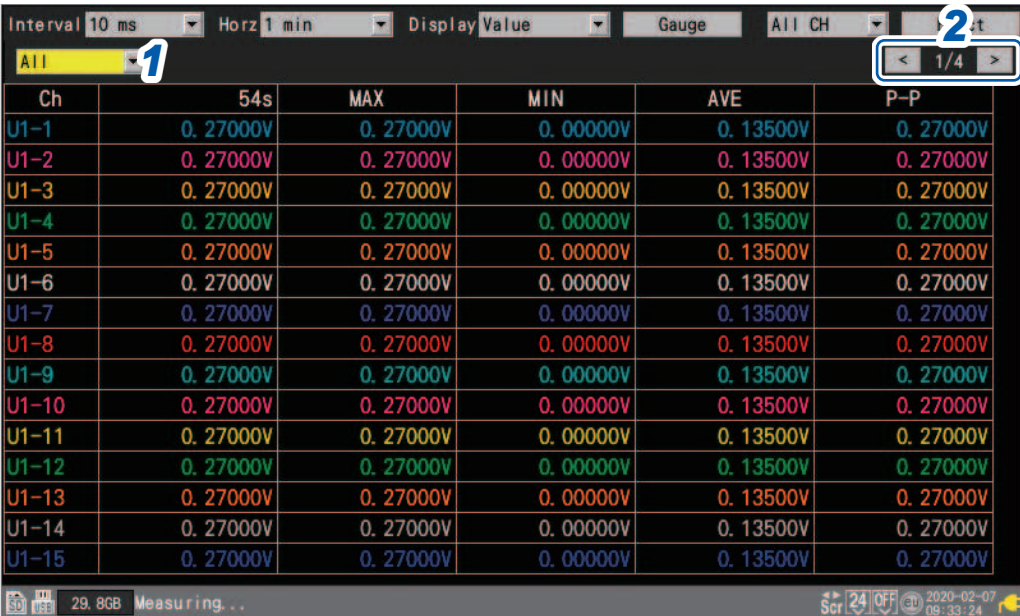 Interval 10 ms Horz 1 min Display Value Gauge All CH
All 1 2 < 1/4 >
Ch 54s MAX MIN AVE P-P
U1-1 0.27000V 0.27000V 0.00000V 0.13500V 0.27000V
U1-2 0.27000V 0.27000V 0.00000V 0.13500V 0.27000V
U1-3 0.27000V 0.27000V 0.00000V 0.13500V 0.27000V
U1-4 0.27000V 0.27000V 0.00000V 0.13500V 0.27000V
U1-5 0.27000V 0.27000V 0.00000V 0.13500V 0.27000V
U1-6 0.27000V 0.27000V 0.00000V 0.13500V 0.27000V
U1-7 0.27000V 0.27000V 0.00000V 0.13500V 0.27000V
U1-8 0.27000V 0.27000V 0.00000V 0.13500V 0.27000V
U1-9 0.27000V 0.27000V 0.00000V 0.13500V 0.27000V
U1-10 0.27000V 0.27000V 0.00000V 0.13500V 0.27000V
U1-11 0.27000V 0.27000V 0.00000V 0.13500V 0.27000V
U1-12 0.27000V 0.27000V 0.00000V 0.13500V 0.27000V
U1-13 0.27000V 0.27000V 0.00000V 0.13500V 0.27000V
U1-14 0.27000V 0.27000V 0.00000V 0.13500V 0.27000V
U1-15 0.27000V 0.27000V 0.00000V 0.13500V 0.27000V
SD USB 29.8GB Measuring... Scr 24 OFF EU 2020-02-07
09:33:24